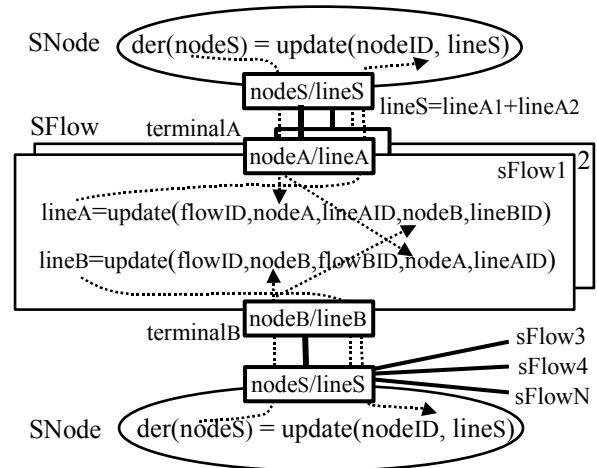 SNode
der(nodeS) = update(nodeID, lineS)
nodeS/lineS
lineS=lineA1+lineA2
SFlow
terminalA
nodeA/lineA
sFlow1
2
lineA=update(flowID,nodeA,lineAID,nodeB,lineBID)
lineB=update(flowID,nodeB,flowBID,nodeA,lineAID)
terminalB
nodeB/lineB
sFlow3
nodeS/lineS
sFlow4
sFlowN
SNode
der(nodeS) = update(nodeID, lineS)